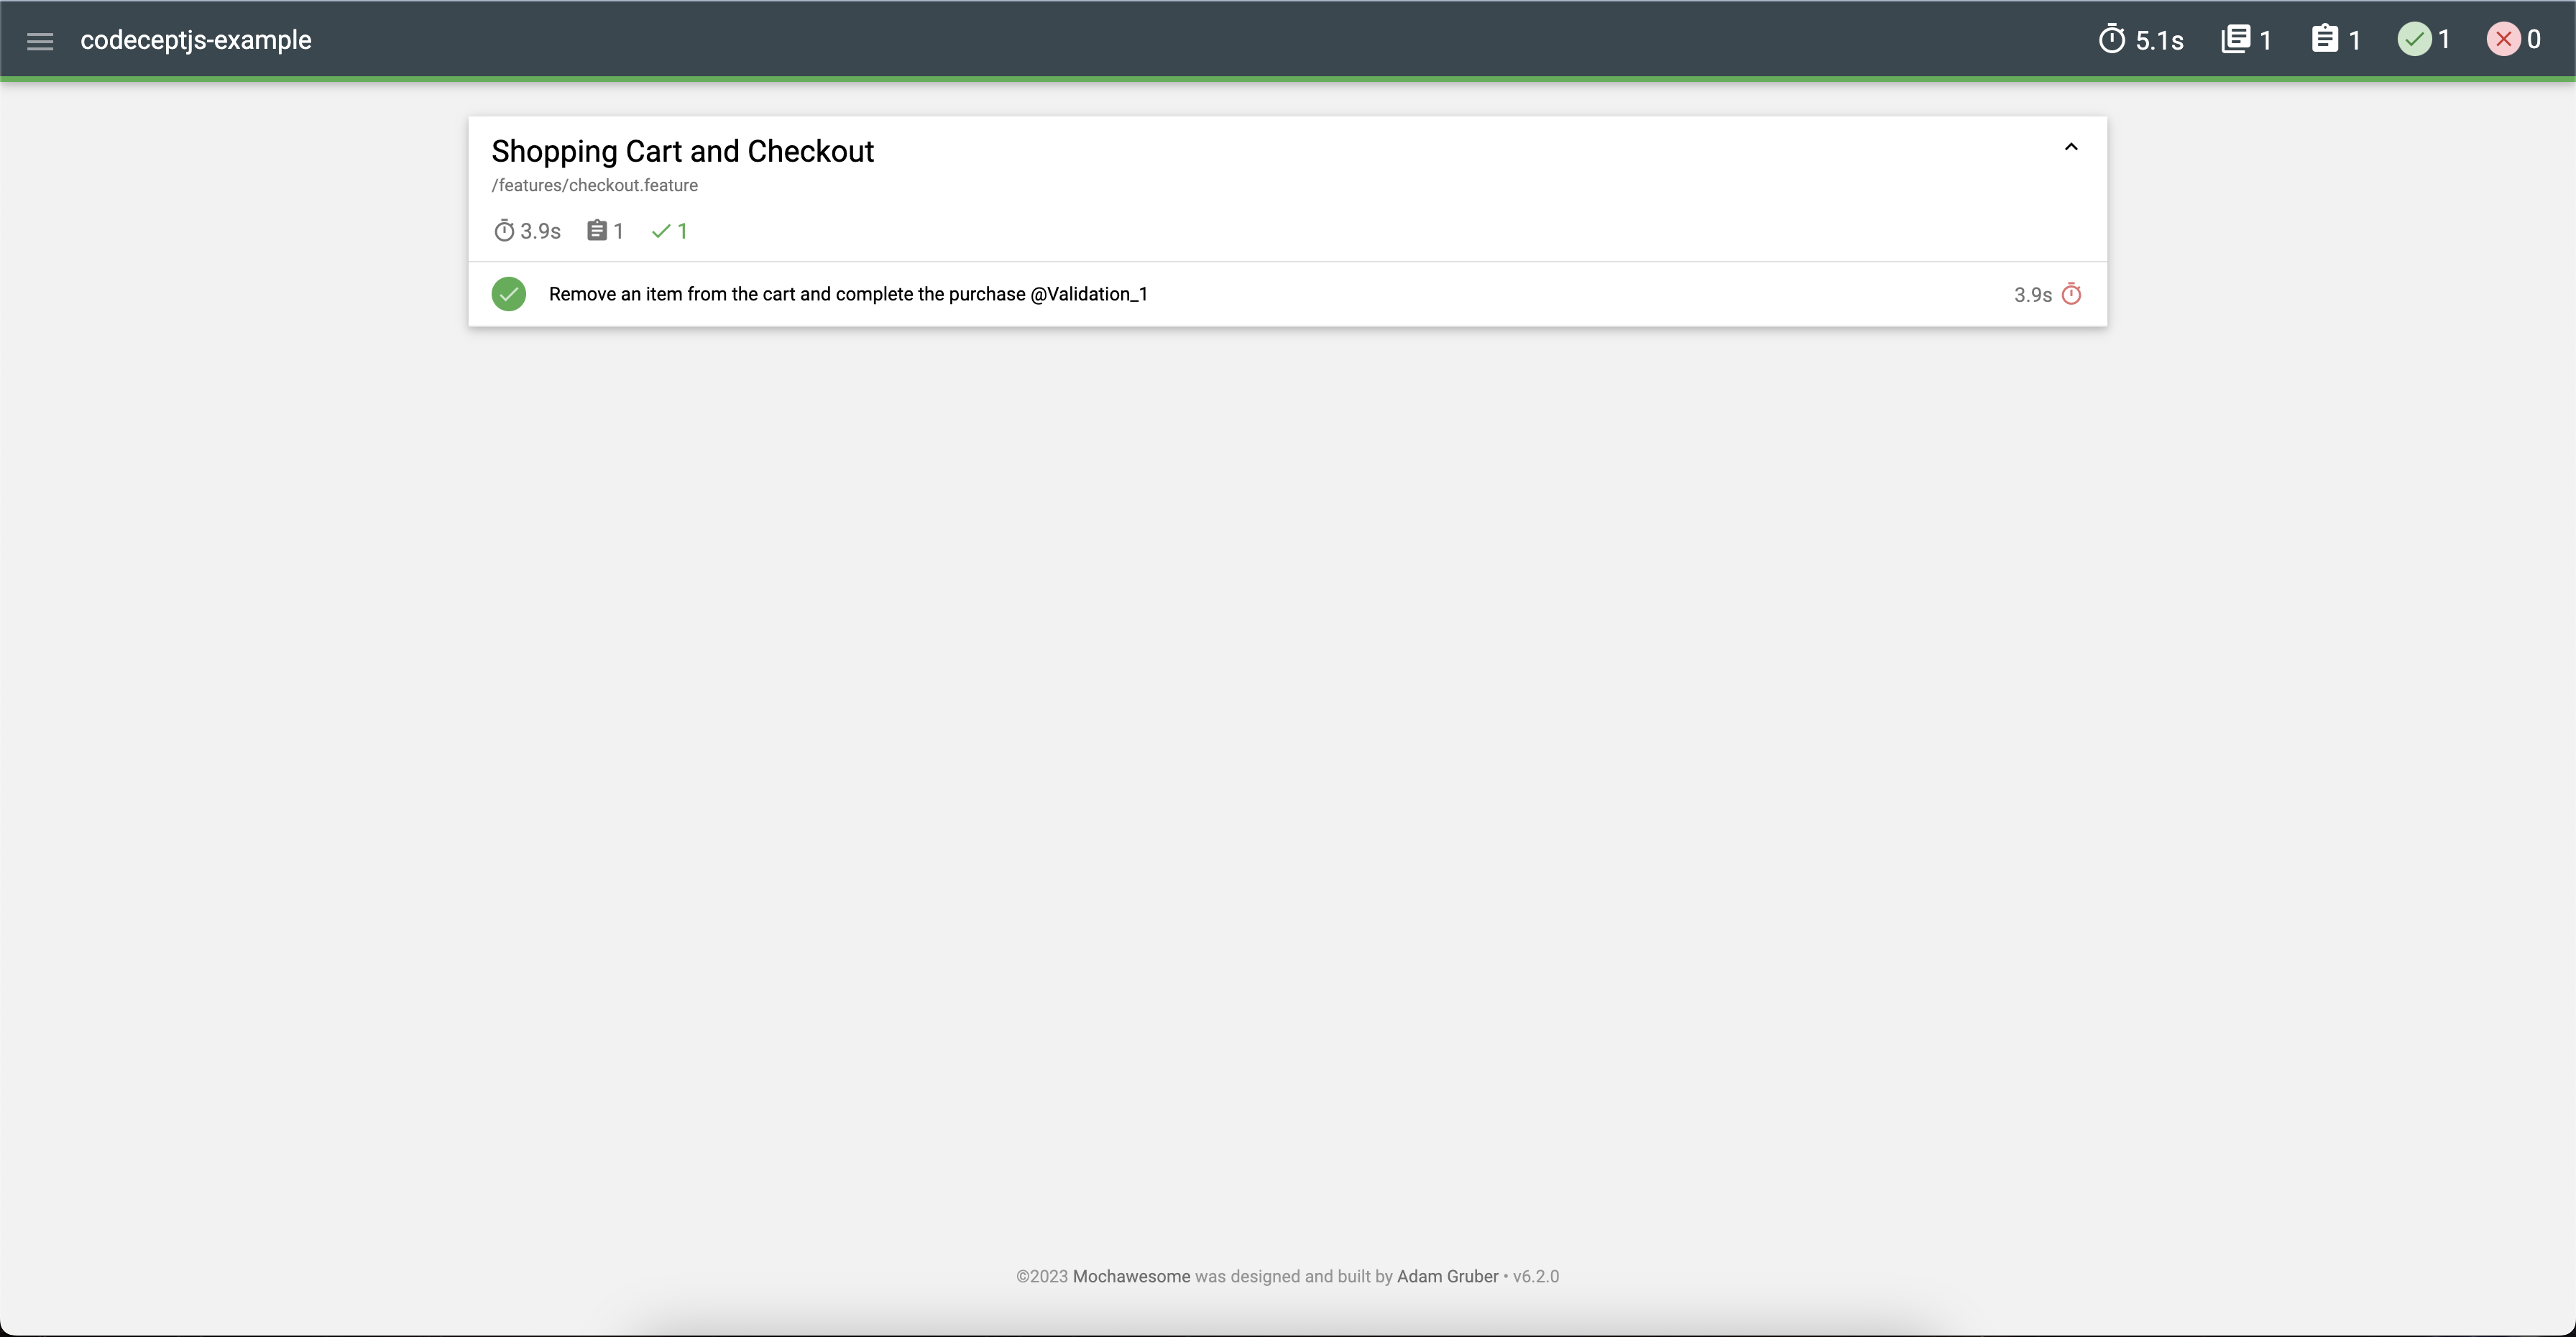 codeceptjs-example
5.1s 1 1 1 0
Shopping Cart and Checkout
/features/checkout.feature
3.9s 1 1
Remove an item from the cart and complete the purchase @Validation_1 3.9s
©2023 Mochawesome was designed and built by Adam Gruber • v6.2.0